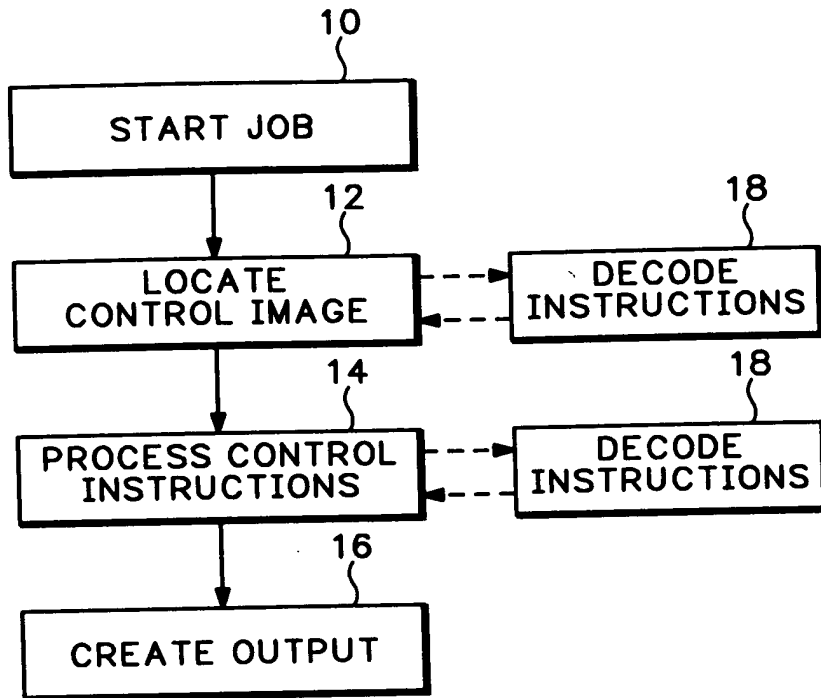 10
START JOB
12
18
LOCATE
CONTROL IMAGE
DECODE
INSTRUCTIONS
14
18
PROCESS CONTROL
INSTRUCTIONS
DECODE
INSTRUCTIONS
16
CREATE OUTPUT